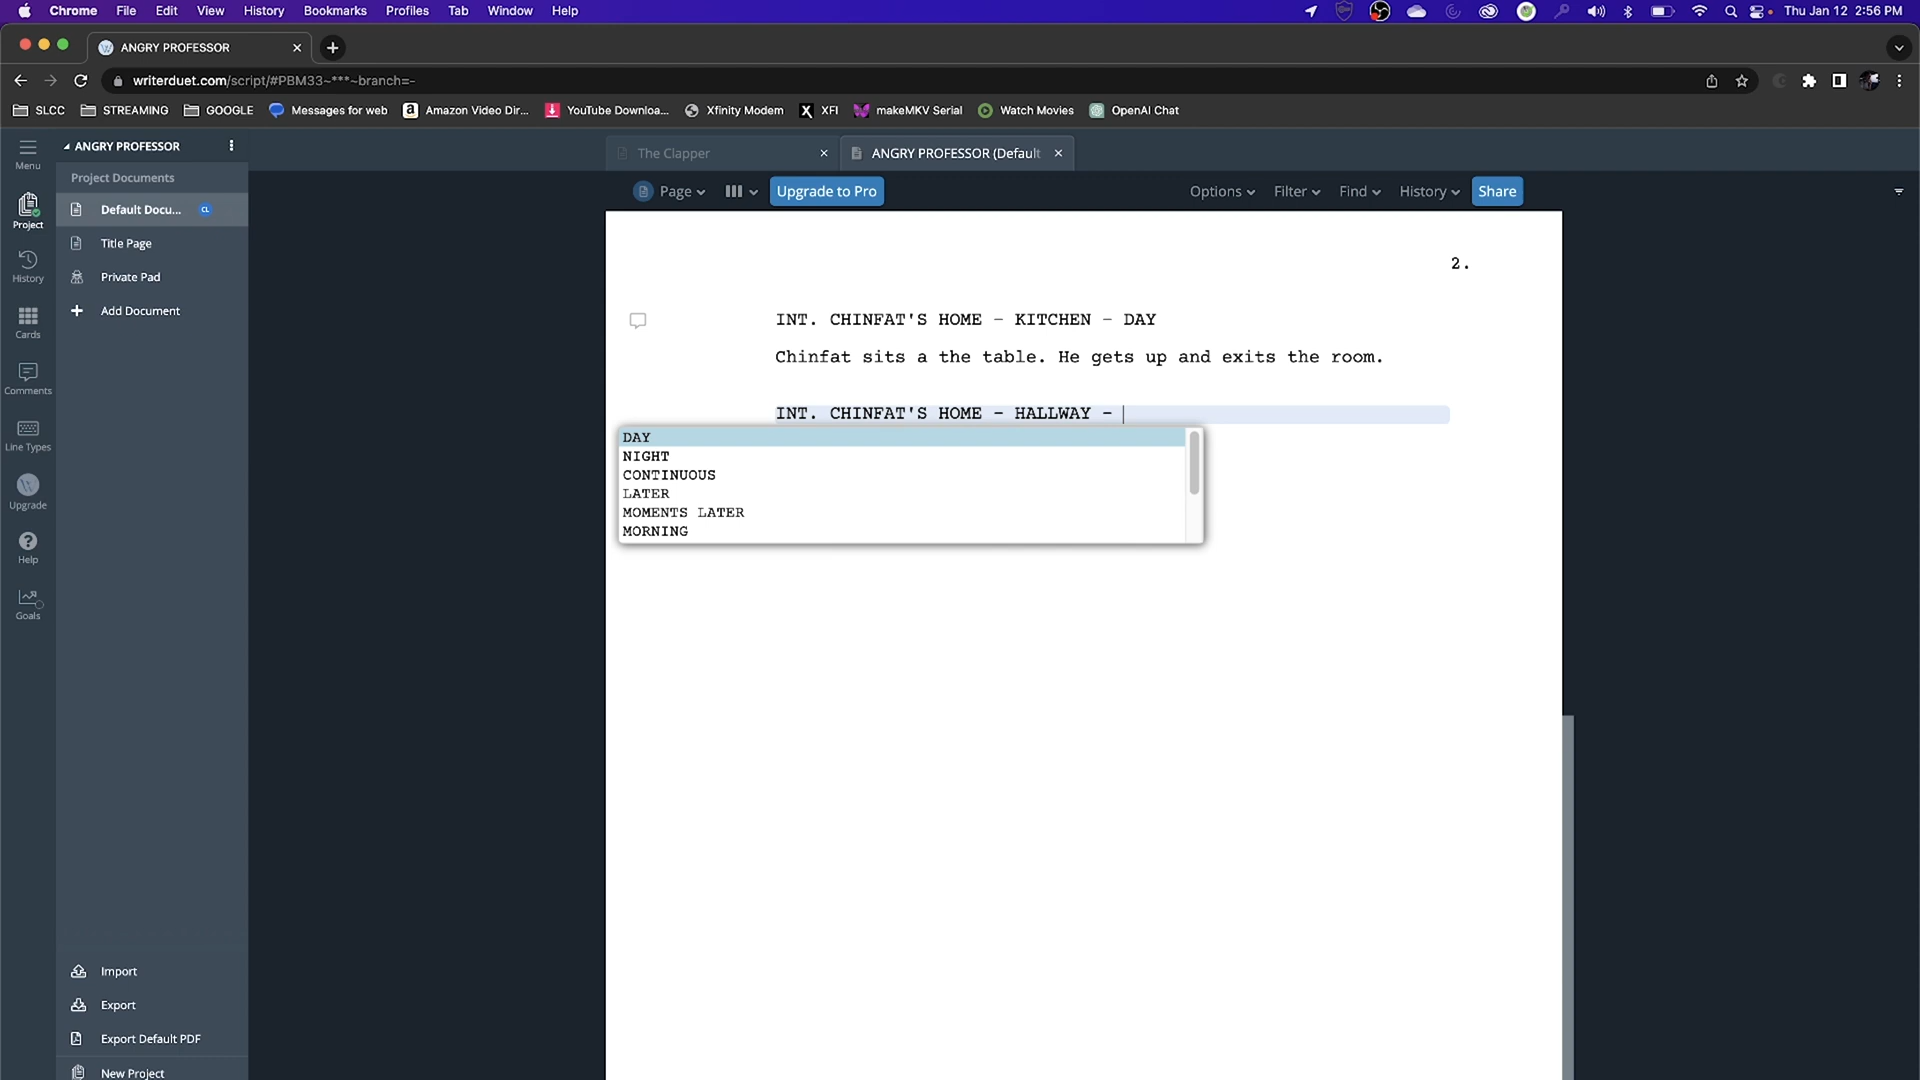 Chrome File Edit View History Bookmarks Profiles Tab Window Help Thu Jan 12 2:56 PM
ANGRY PROFESSOR
writerduet.com/script/#PBM33~***~branch=-
SLCC STREAMING GOOGLE Messages for web Amazon Video Dir... YouTube Downloa... Xfinity Modem XFI makeMKV Serial Watch Movies OpenAI Chat
Menu
ANGRY PROFESSOR
The Clapper
ANGRY PROFESSOR (Default
Project Documents
Page
Upgrade to Pro
Options
Filter
Find
History
Share
Project
Default Docu...
CL
Title Page
History
Private Pad
Add Document
Cards
Comments
Line Types
Upgrade
Help
Goals
2.
INT. CHINFAT'S HOME - KITCHEN - DAY
Chinfat sits a the table. He gets up and exits the room.
INT. CHINFAT'S HOME - HALLWAY -
DAY
NIGHT
CONTINUOUS
LATER
MOMENTS LATER
MORNING
Import
Export
Export Default PDF
New Project